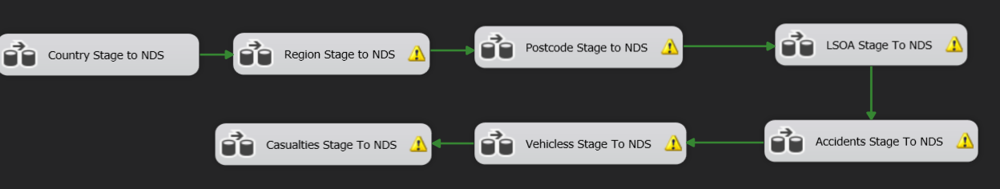 Country Stage to NDS
Region Stage to NDS
Postcode Stage to NDS
LSOA Stage To NDS
Casualties Stage To NDS
Vehicless Stage To NDS
Accidents Stage To NDS